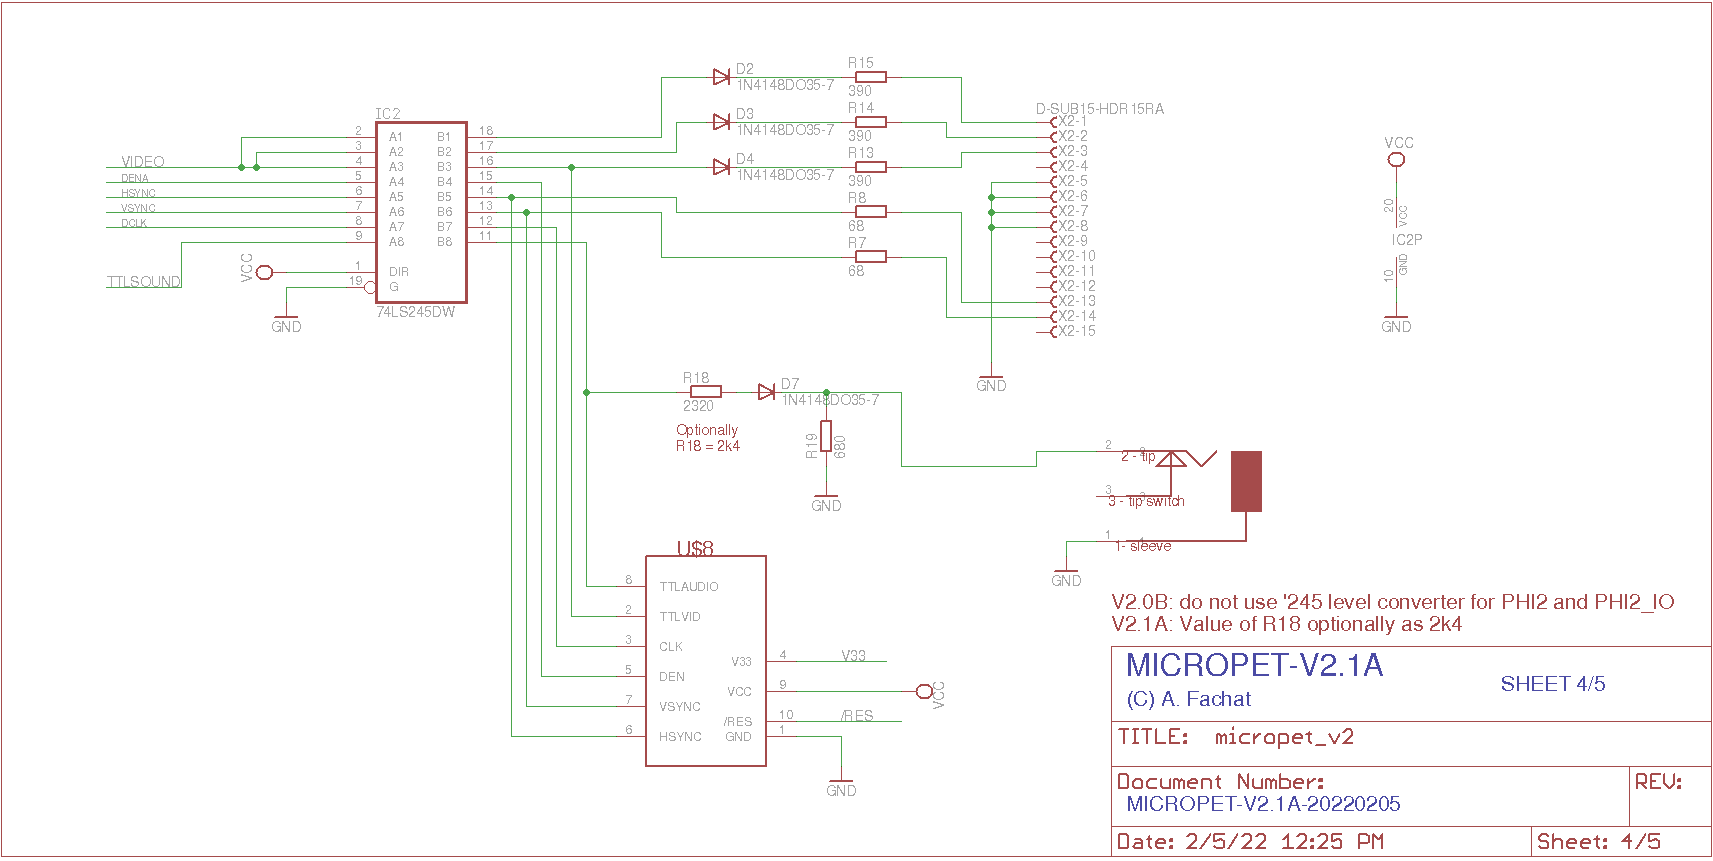 IC2
2 A1 B1 18
3 A2 B2 17
VIDEO 4 A3 B3 16
DENA 5 A4 B4 15
HSYNC 6 A5 B5 14
VSYNC 7 A6 B6 13
DCLK 8 A7 B7 12
9 A8 B8 11
VCC 1 DIR
TTLSOUND 19 G
GND 74LS245DW
D2
1N4148DO35-7
R15
390
D3
1N4148DO35-7
R14
390
D4
1N4148DO35-7
R13
390
R8
68
R7
68
D-SUB15-HDR15RA
X2-1
X2-2
X2-3
X2-4
X2-5
X2-6
X2-7
X2-8
X2-9
X2-10
X2-11
X2-12
X2-13
X2-14
X2-15
GND
VCC
20 VCC
IC2P
10 GND
GND
R18
2320
Optionally
R18 = 2k4
D7
1N4148DO35-7
R19
680
GND
2
2 - tip
3
3 - tip switch
1
1- sleeve
GND
U$8
8 TTLAUDIO
2 TTLVID
3 CLK
5 DEN
7 VSYNC
6 HSYNC
V33 4 V33
VCC 9 VCC
/RES 10 /RES
GND 1
GND
V2.0B: do not use '245 level converter for PHI2 and PHI2_IO
V2.1A: Value of R18 optionally as 2k4
MICROPET-V2.1A
(C) A. Fachat
SHEET 4/5
TITLE: micropet_v2
Document Number:
MICROPET-V2.1A-20220205
REV:
Date: 2/5/22 12:25 PM
Sheet: 4/5